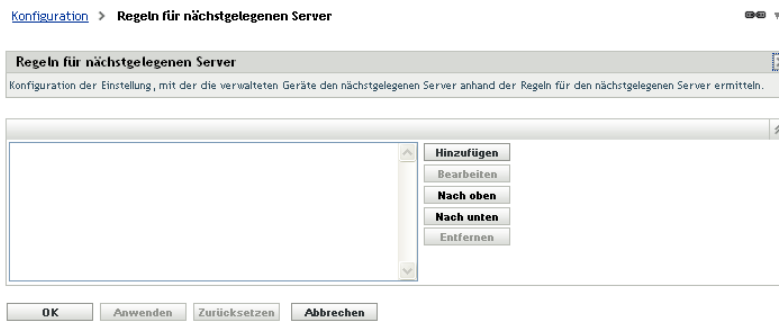 Konfiguration > Regeln für nächstgelegenen Server
Regeln für nächstgelegenen Server
Konfiguration der Einstellung, mit der die verwalteten Geräte den nächstgelegenen Server anhand der Regeln für den nächstgelegenen Server ermitteln.
Hinzufügen
Bearbeiten
Nach oben
Nach unten
Entfernen
OK Anwenden Zurücksetzen Abbrechen